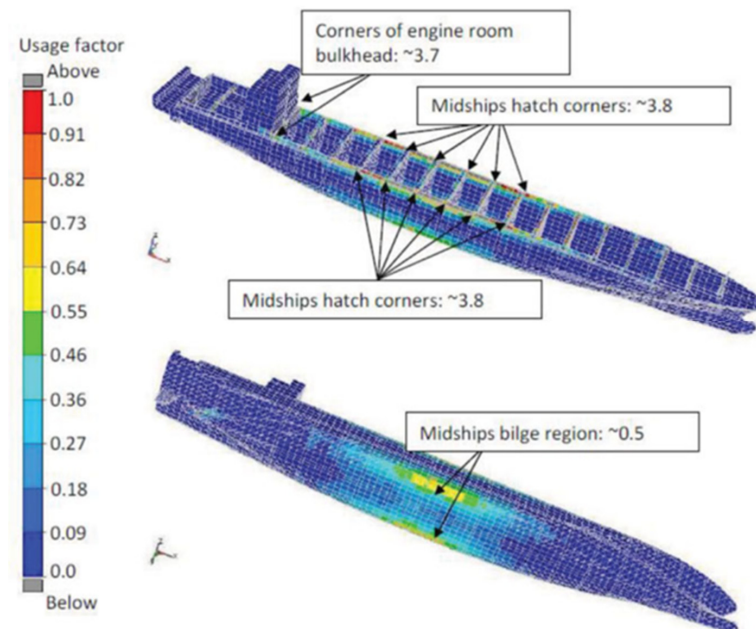 Usage factor
Above
1.0
0.91
0.82
0.73
0.64
0.55
0.46
0.36
0.27
0.18
0.09
0.0
Below
Corners of engine room
bulkhead: ~3.7
Midships hatch corners: ~3.8
Midships hatch corners: ~3.8
Midships bilge region: ~0.5